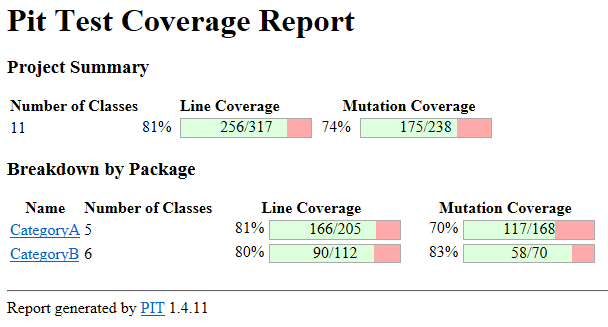 Pit Test Coverage Report
Project Summary
Number of Classes Line Coverage Mutation Coverage
11 81% 256/317 74% 175/238
Breakdown by Package
Name Number of Classes Line Coverage Mutation Coverage
CategoryA 5 81% 166/205 70% 117/168
CategoryB 6 80% 90/112 83% 58/70
Report generated by PIT 1.4.11